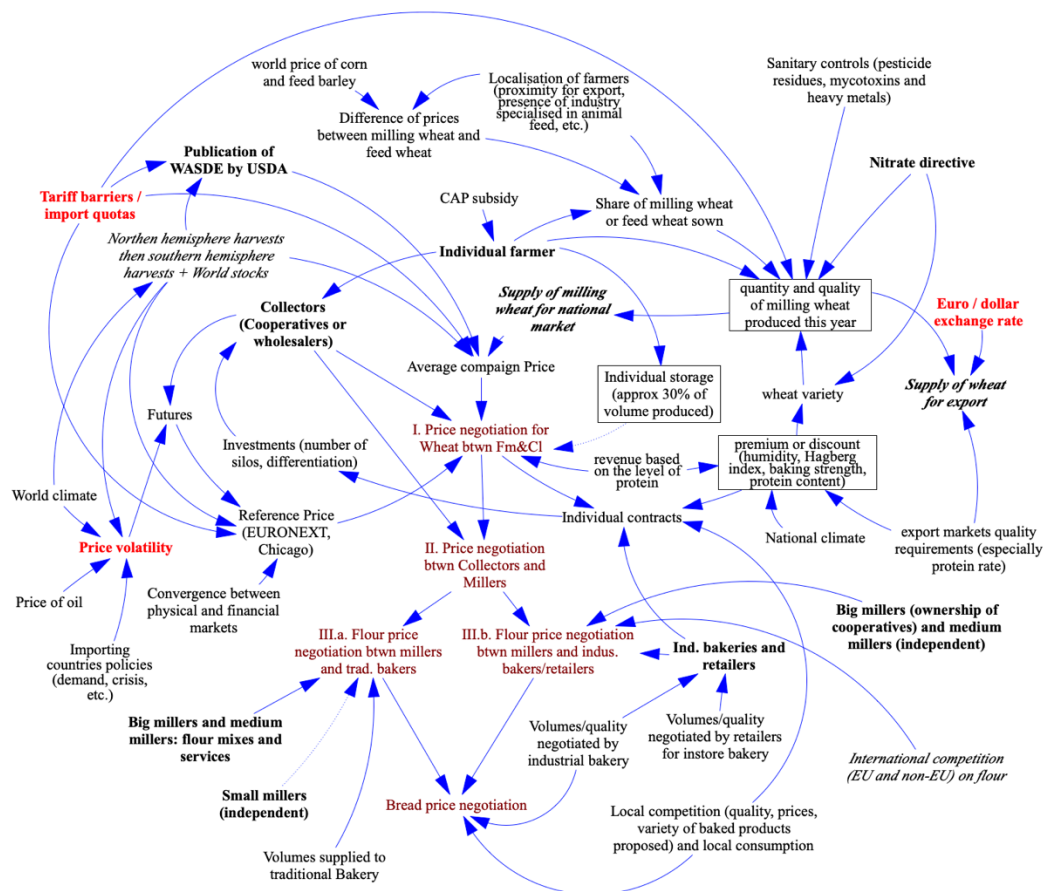 world price of corn
and feed barley
Localisation of farmers
(proximity for export,
presence of industry
specialised in animal
feed, etc.)
Sanitary controls (pesticide
residues, mycotoxins and
heavy metals)
Difference of prices
between milling wheat and
feed wheat
Publication of
WASDE by USDA
Nitrate directive
Tariff barriers /
import quotas
CAP subsidy
Share of milling wheat
or feed wheat sown
Northen hemisphere harvests
then southern hemisphere
harvests + World stocks
Individual farmer
Supply of milling
wheat for national
market
quantity and quality
of milling wheat
produced this year
Euro / dollar
exchange rate
Collectors
(Cooperatives or
wholesalers)
Average compaign Price
Individual storage
(approx 30% of
volume produced)
wheat variety
Supply of wheat
for export
Futures
I. Price negotiation for
Wheat btwn Fm&Cl
Investments (number of
silos, differentiation)
revenue based
on the level of
protein
premium or discount
(humidity, Hagberg
index, baking strength,
protein content)
World climate
Reference Price
(EURONEXT,
Chicago)
Individual contracts
National climate
export markets quality
requirements (especially
protein rate)
Price volatility
II. Price negotiation
btwn Collectors and
Millers
Price of oil
Convergence between
physical and financial
markets
Big millers (ownership of
cooperatives) and medium
millers (independent)
Importing
countries policies
(demand, crisis,
etc.)
III.a. Flour price
negotiation btwn millers
and trad. bakers
III.b. Flour price negotiation
btwn millers and indus.
bakers/retailers
Ind. bakeries and
retailers
Big millers and medium
millers: flour mixes and
services
Volumes/quality
negotiated by
industrial bakery
Volumes/quality
negotiated by retailers
for instore bakery
International competition
(EU and non-EU) on flour
Small millers
(independent)
Bread price negotiation
Local competition (quality, prices,
variety of baked products
proposed) and local consumption
Volumes supplied to
traditional Bakery